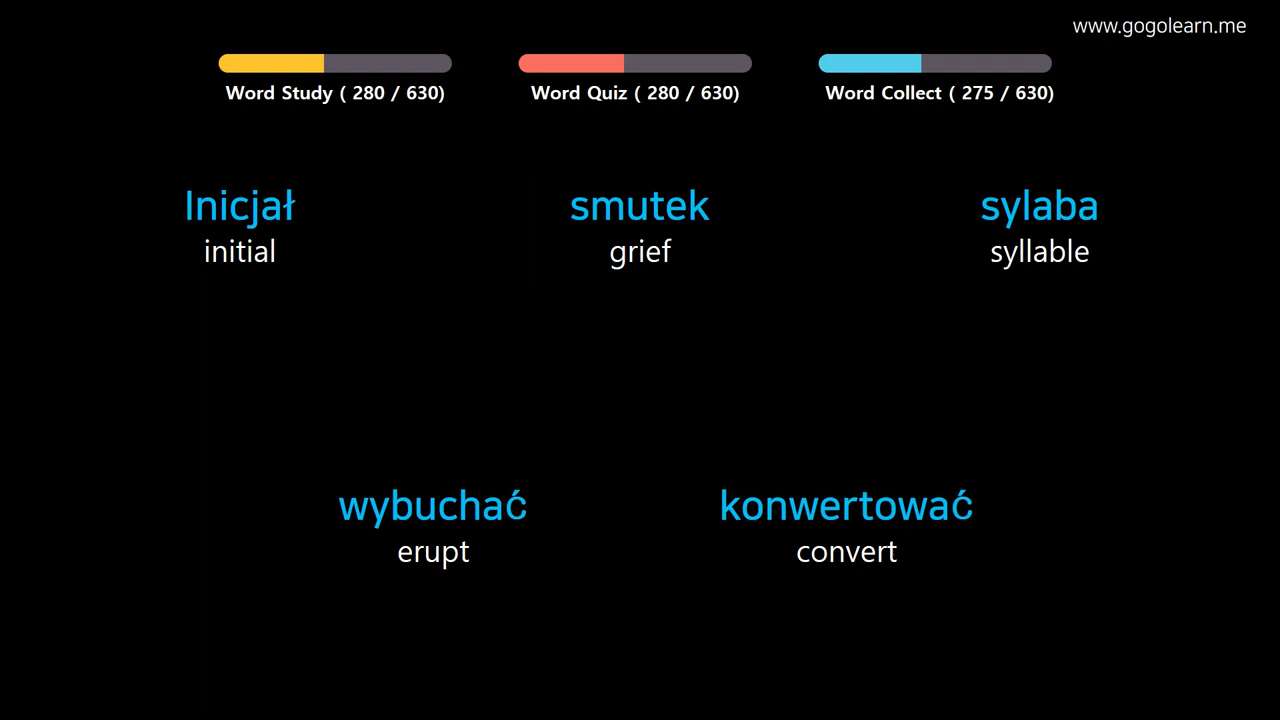 www.gogolearn.me
Word Study ( 280 / 630)
Word Quiz ( 280 / 630)
Word Collect ( 275 / 630)
Inicjał
initial
smutek
grief
sylaba
syllable
wybuchać
erupt
konwertować
convert